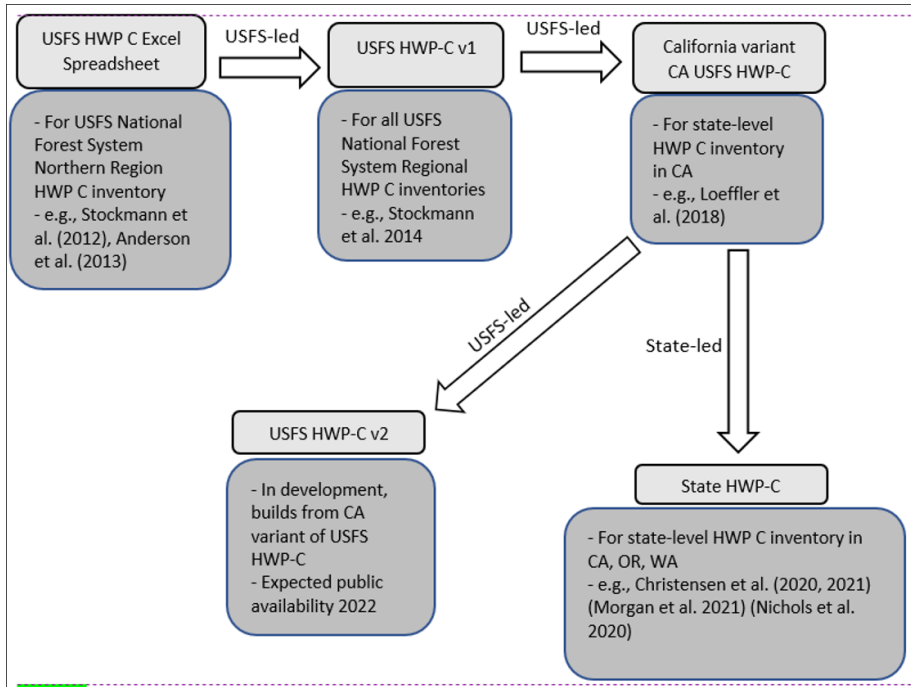 USFS HWP C Excel
Spreadsheet
USFS-led
USFS HWP-C v1
USFS-led
California variant
CA USFS HWP-C
- For USFS National
Forest System
Northern Region
HWP C inventory
- e.g., Stockmann et
al. (2012), Anderson
et al. (2013)
- For all USFS
National Forest
System Regional
HWP C inventories
- e.g., Stockmann
et al. 2014
- For state-level
HWP C inventory
in CA
- e.g., Loeffler et
al. (2018)
USFS-led
State-led
USFS HWP-C v2
- In development,
builds from CA
variant of USFS
HWP-C
- Expected public
availability 2022
State HWP-C
- For state-level HWP C inventory in
CA, OR, WA
- e.g., Christensen et al. (2020, 2021)
(Morgan et al. 2021) (Nichols et al.
2020)